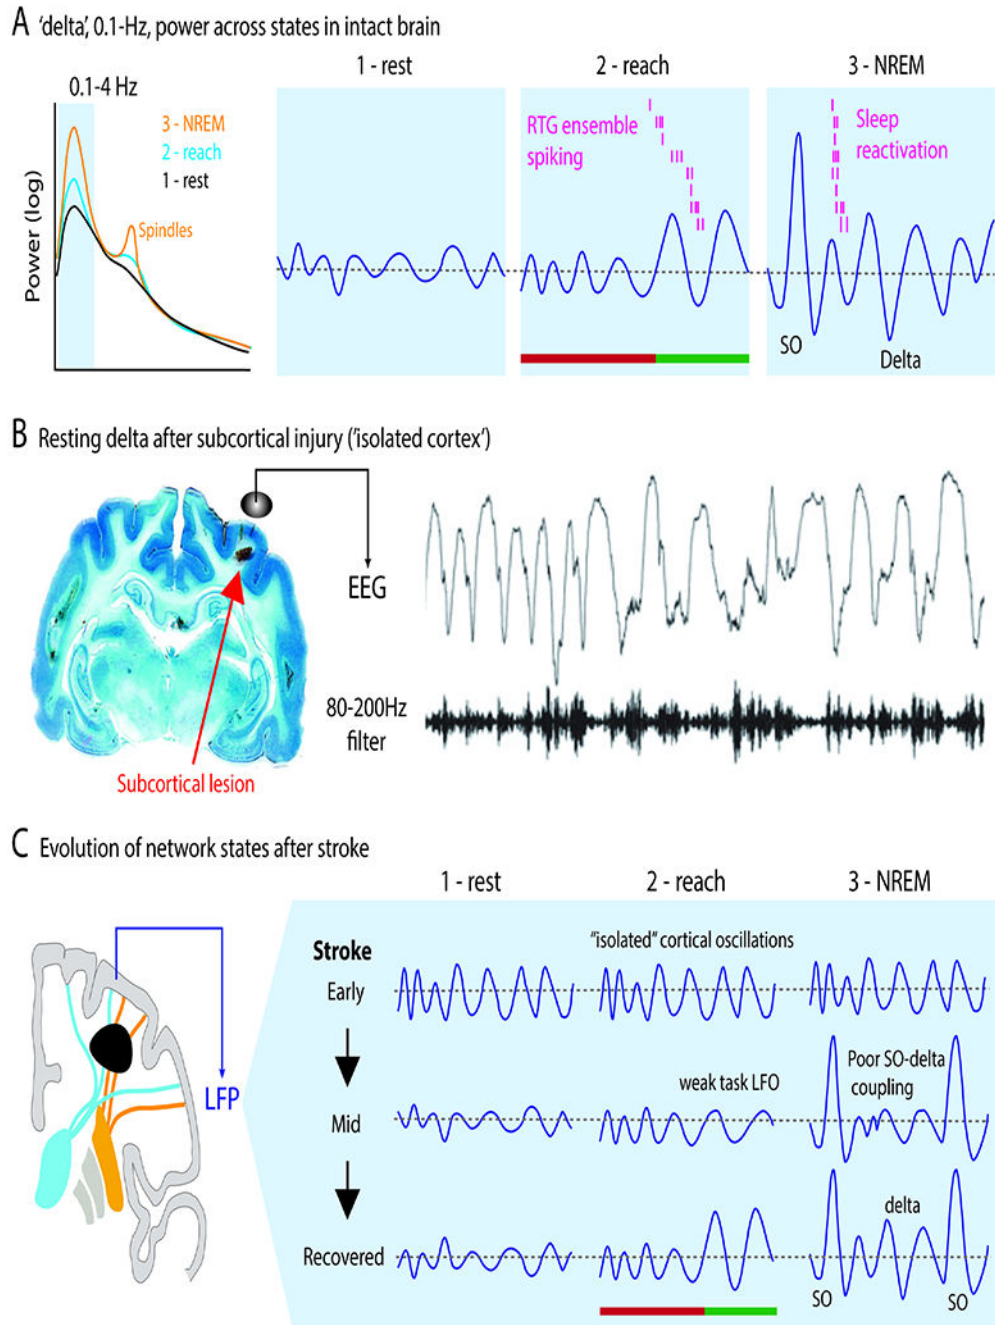 A 'delta', 0.1-Hz, power across states in intact brain
0.1-4 Hz
3 - NREM
2 - reach
1 - rest
Spindles
Power (log)
1 - rest
2 - reach
3 - NREM
RTG ensemble
spiking
Sleep
reactivation
SO
Delta
B Resting delta after subcortical injury ('isolated cortex')
EEG
80-200Hz
filter
Subcortical lesion
C Evolution of network states after stroke
1 - rest
2 - reach
3 - NREM
Stroke
"isolated" cortical oscillations
Early
LFP
weak task LFO
Poor SO-delta
coupling
Mid
delta
Recovered
SO
SO